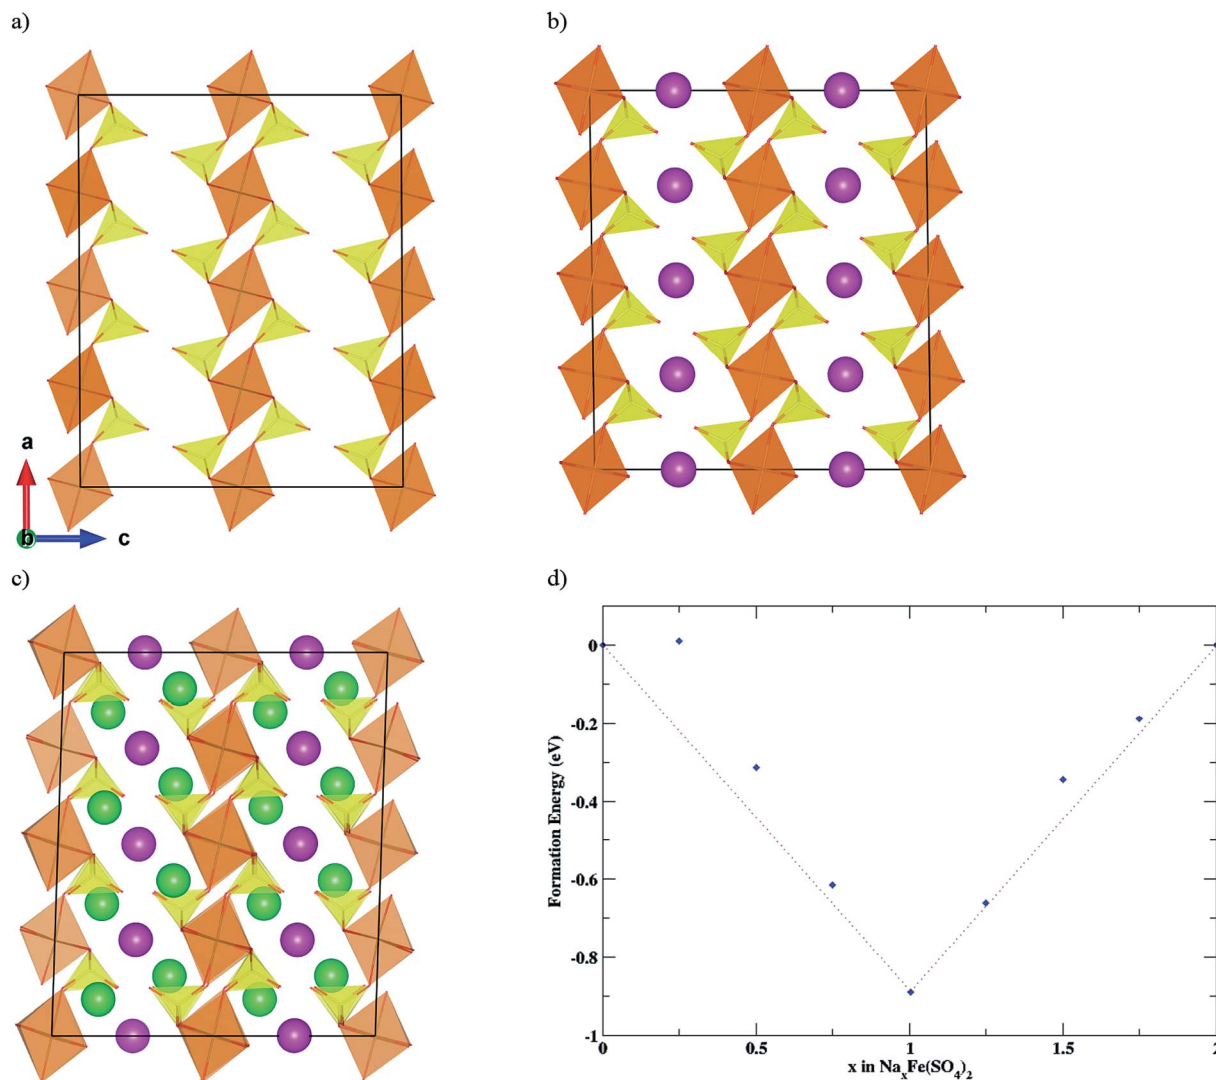 a)
b)
a
b
c
c)
d)
0
-0.2
-0.4
-0.6
-0.8
-1
Formation Energy (eV)
0
0.5
1
1.5
2
x in NaxFe(SO4)2